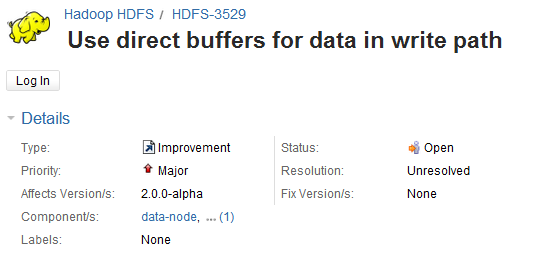 Hadoop HDFS / HDFS-3529
Use direct buffers for data in write path
Log In
Details
Type: Improvement Status: Open
Priority: Major Resolution: Unresolved
Affects Version/s: 2.0.0-alpha Fix Version/s: None
Component/s: data-node, ... (1)
Labels: None